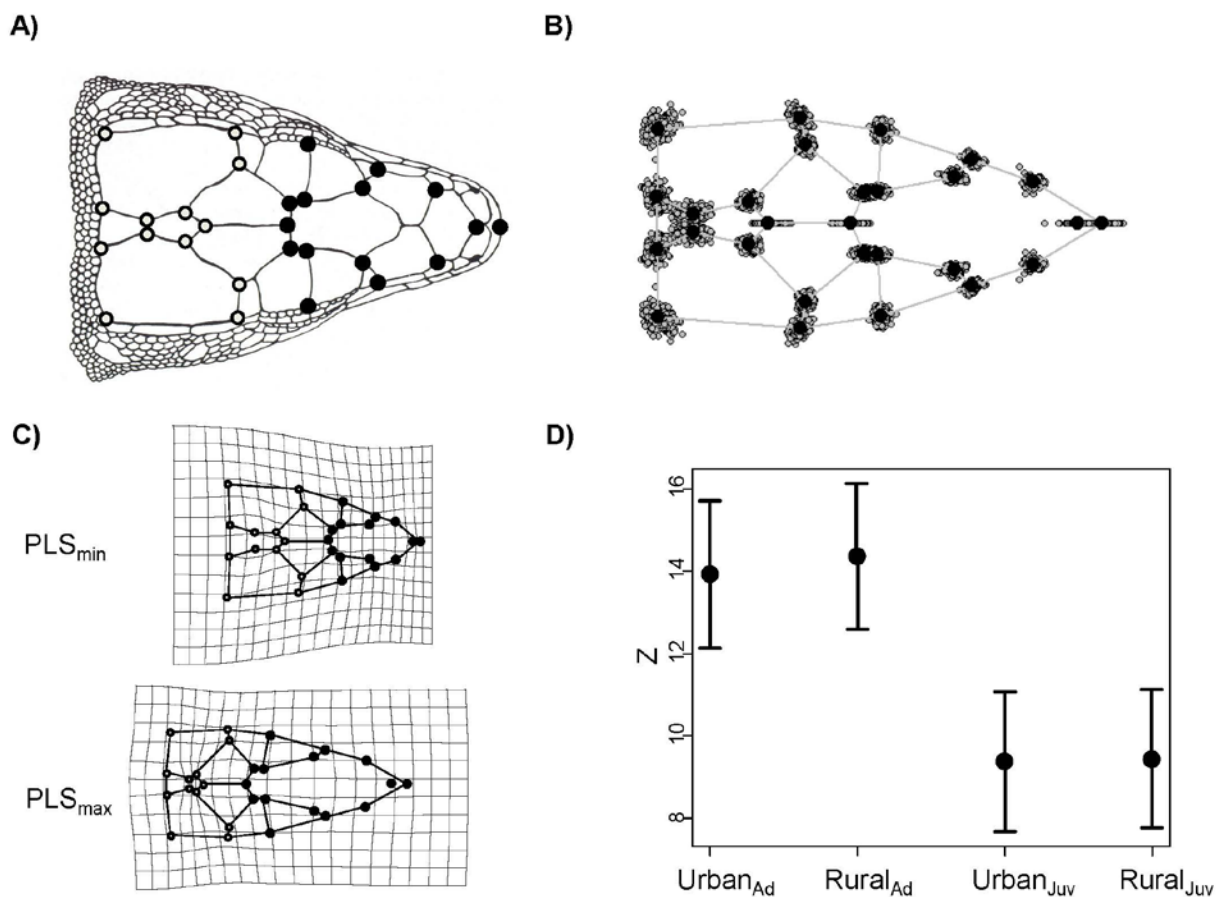 A)
B)
C)
PLSmin
PLSmax
D)
Z
16
14
12
10
8
UrbanAd
RuralAd
UrbanJuv
RuralJuv